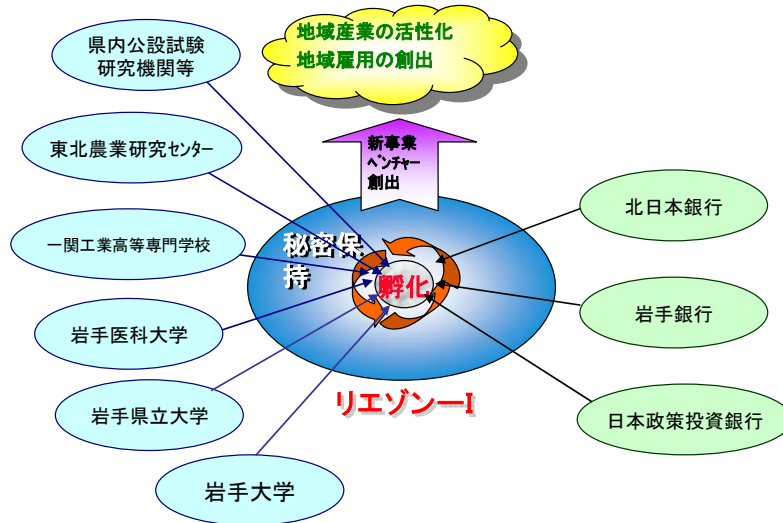 地域産業の活性化
地域雇用の創出
県内公設試験
研究機関等
東北農業研究センター
一関工業高等専門学校
岩手医科大学
岩手県立大学
岩手大学
新事業
ベンチャー
創出
秘密保
持
孵化
リエゾンーI
北日本銀行
岩手銀行
日本政策投資銀行